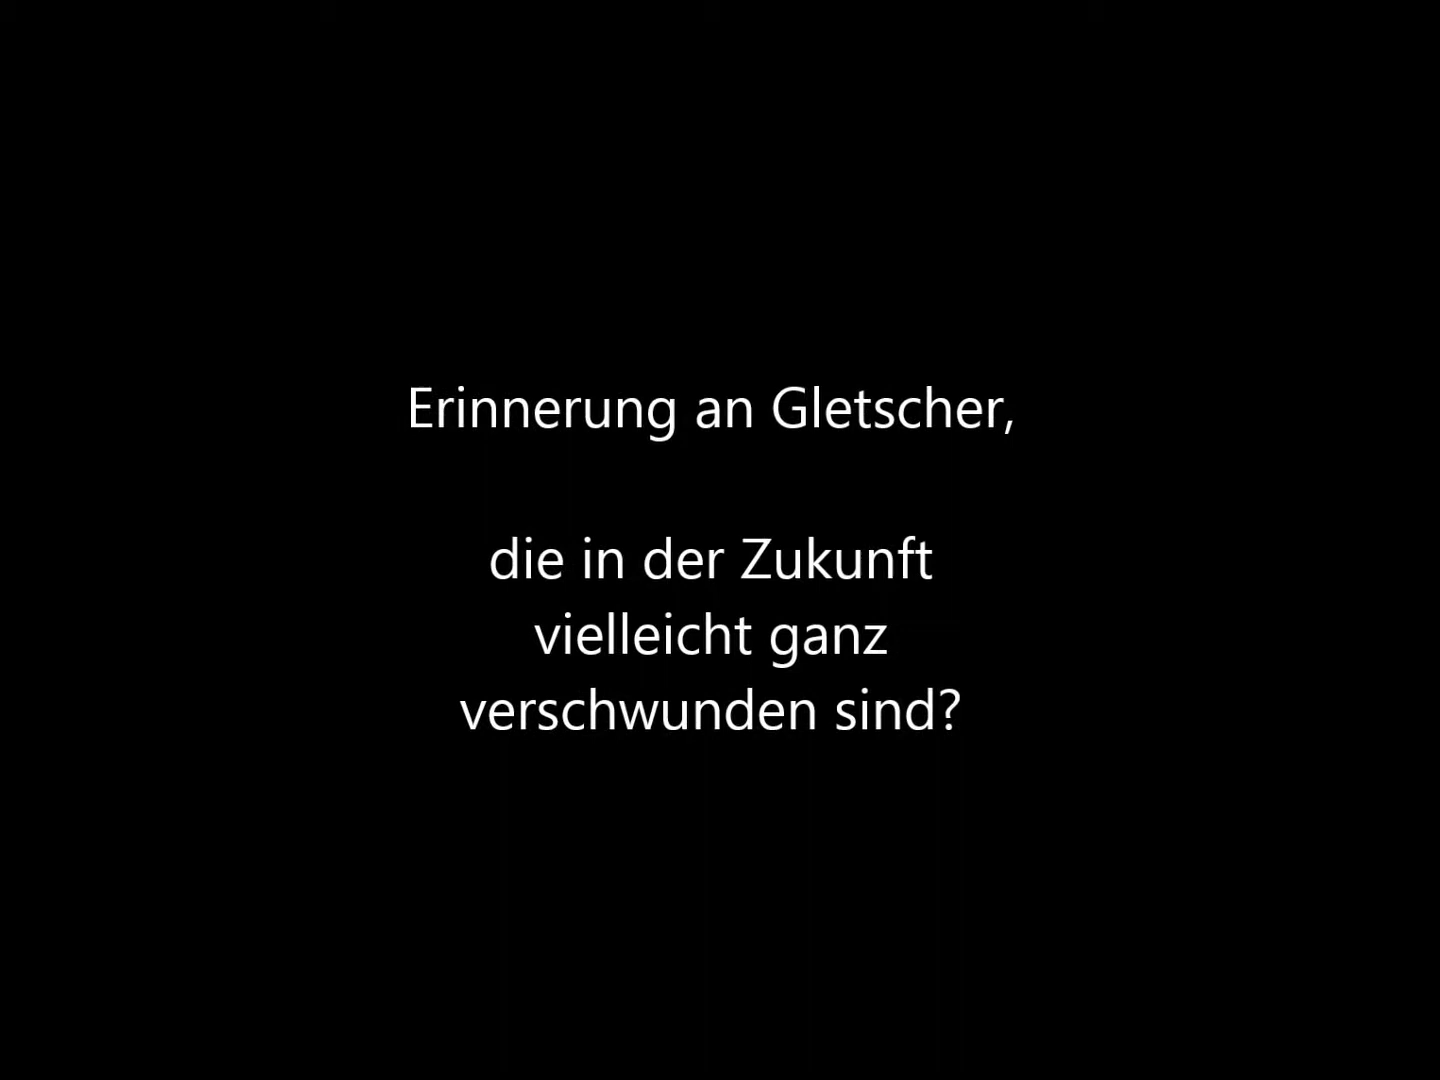 Erinnerung an Gletscher,
die in der Zukunft
vielleicht ganz
verschwunden sind?